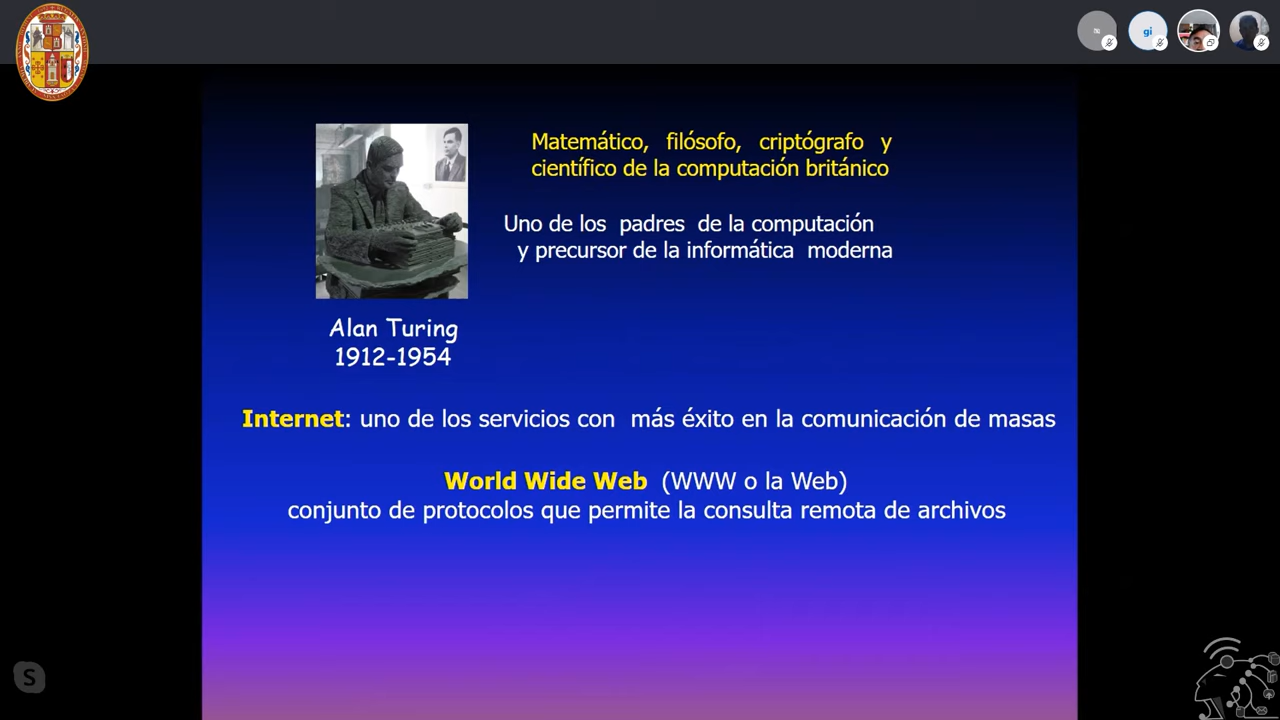 gi
Matemático, filósofo, criptógrafo y
científico de la computación británico
Uno de los padres de la computación
y precursor de la informática moderna
Alan Turing
1912-1954
Internet: uno de los servicios con más éxito en la comunicación de masas
World Wide Web (WWW o la Web)
conjunto de protocolos que permite la consulta remota de archivos
S